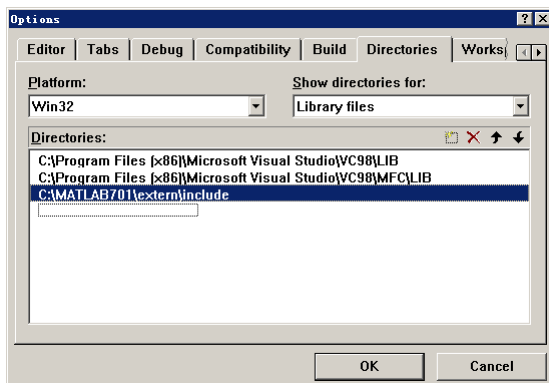 Options
Editor Tabs Debug Compatibility Build Directories Works
Platform: Show directories for:
Win32 Library files
Directories:
C:\Program Files (x86)\Microsoft Visual Studio\VC98\LIB
C:\Program Files (x86)\Microsoft Visual Studio\VC98\MFC\LIB
C:\MATLAB701\extern\include
OK Cancel